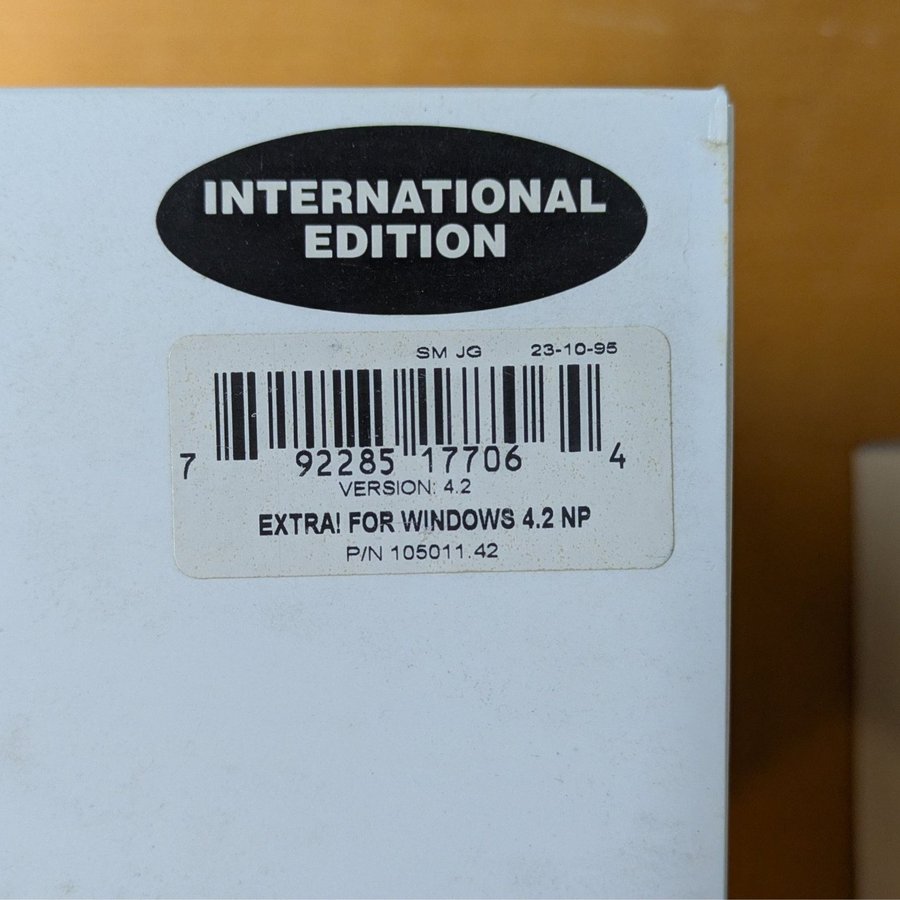 INTERNATIONAL
EDITION
SM JG 23-10-95
7 92285 17706 4
VERSION: 4.2
EXTRA! FOR WINDOWS 4.2 NP
P/N 105011.42